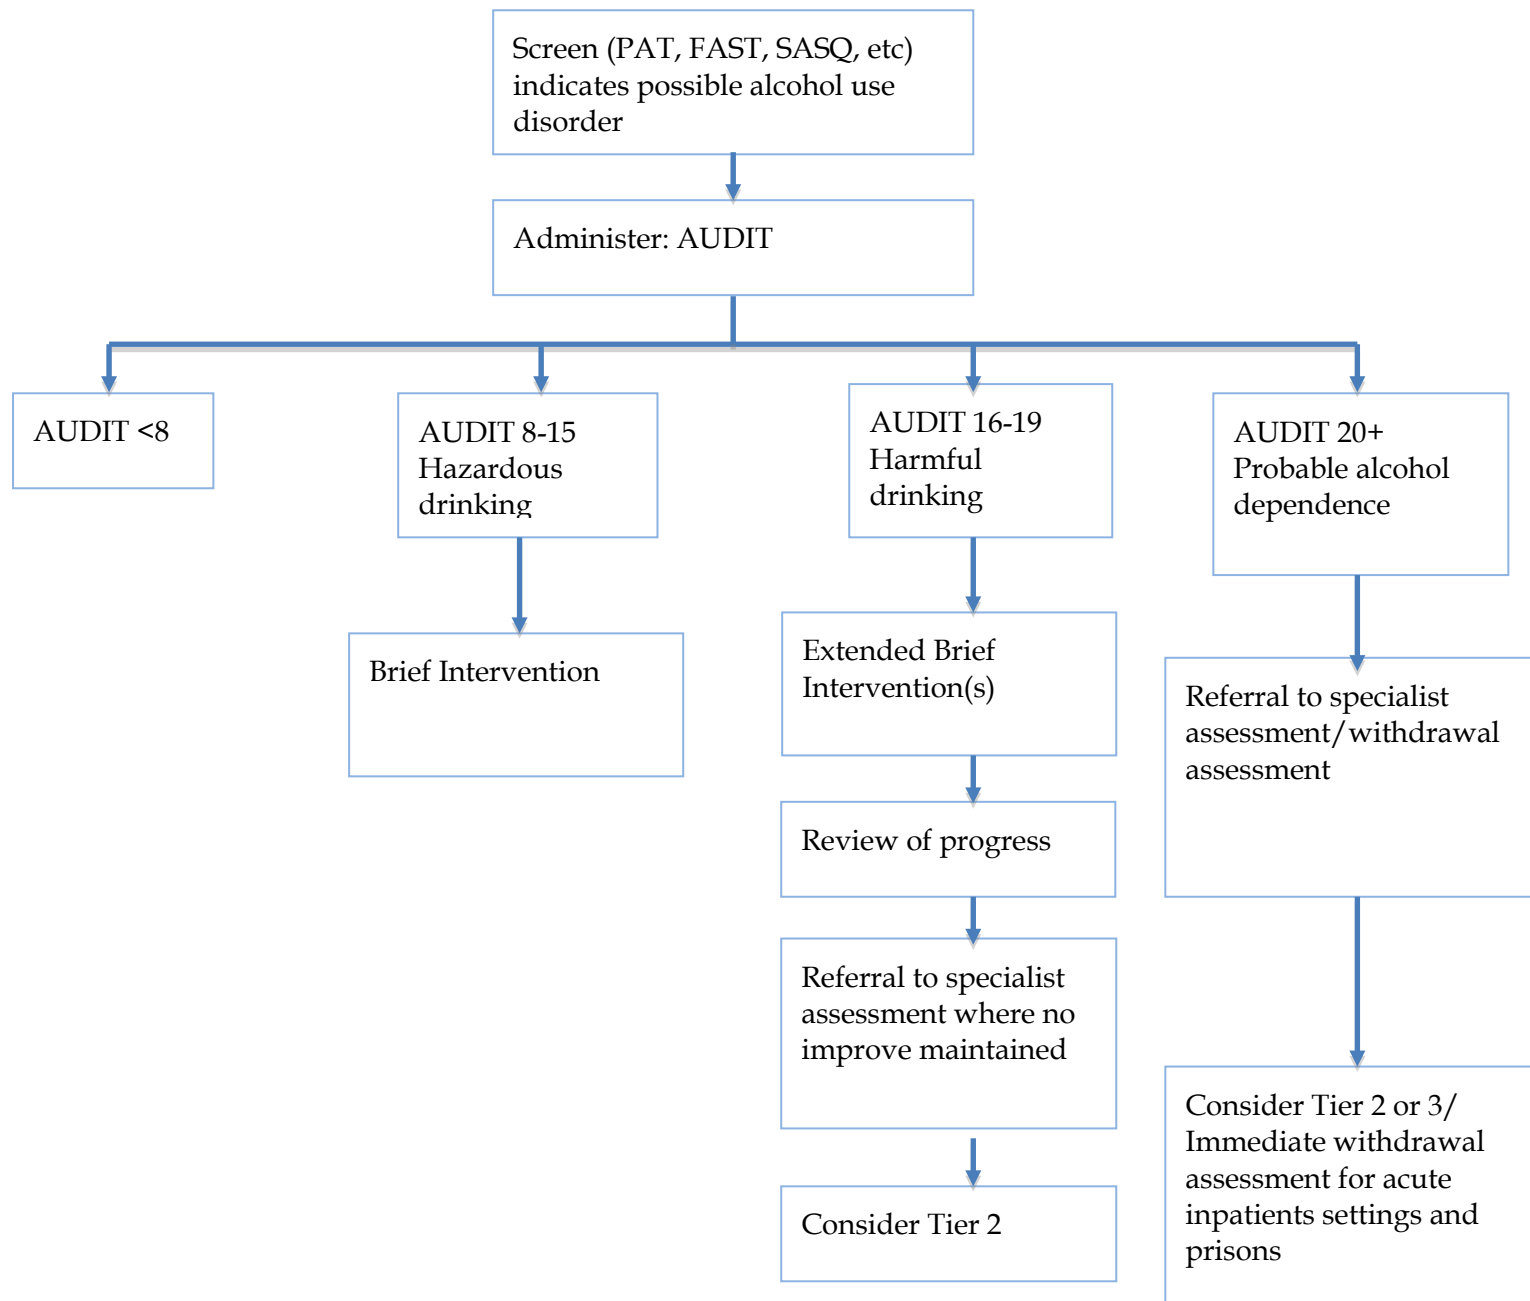 Screen (PAT, FAST, SASQ, etc)
indicates possible alcohol use
disorder
Administer: AUDIT
AUDIT <8
AUDIT 8-15
Hazardous
drinking
AUDIT 16-19
Harmful
drinking
AUDIT 20+
Probable alcohol
dependence
Brief Intervention
Extended Brief
Intervention(s)
Referral to specialist
assessment/withdrawal
assessment
Review of progress
Referral to specialist
assessment where no
improve maintained
Consider Tier 2 or 3/
Immediate withdrawal
assessment for acute
inpatients settings and
prisons
Consider Tier 2